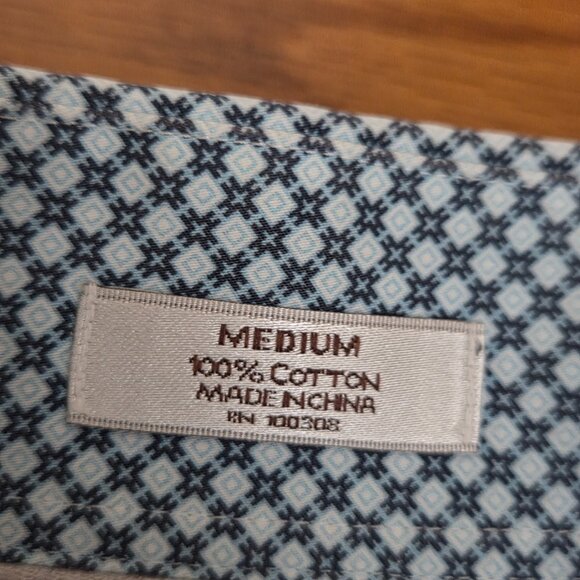 MEDIUM
100% COTTON
MADE IN CHINA
RN 100308